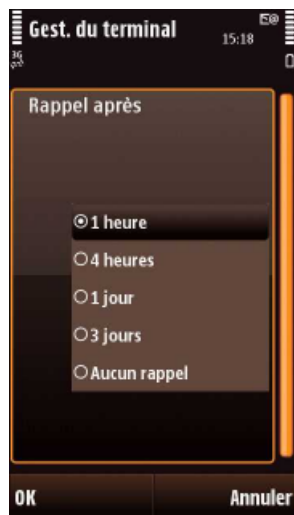 Gest. du terminal
15:18
3G
Rappel après
1 heure
4 heures
1 jour
3 jours
Aucun rappel
OK
Annuler